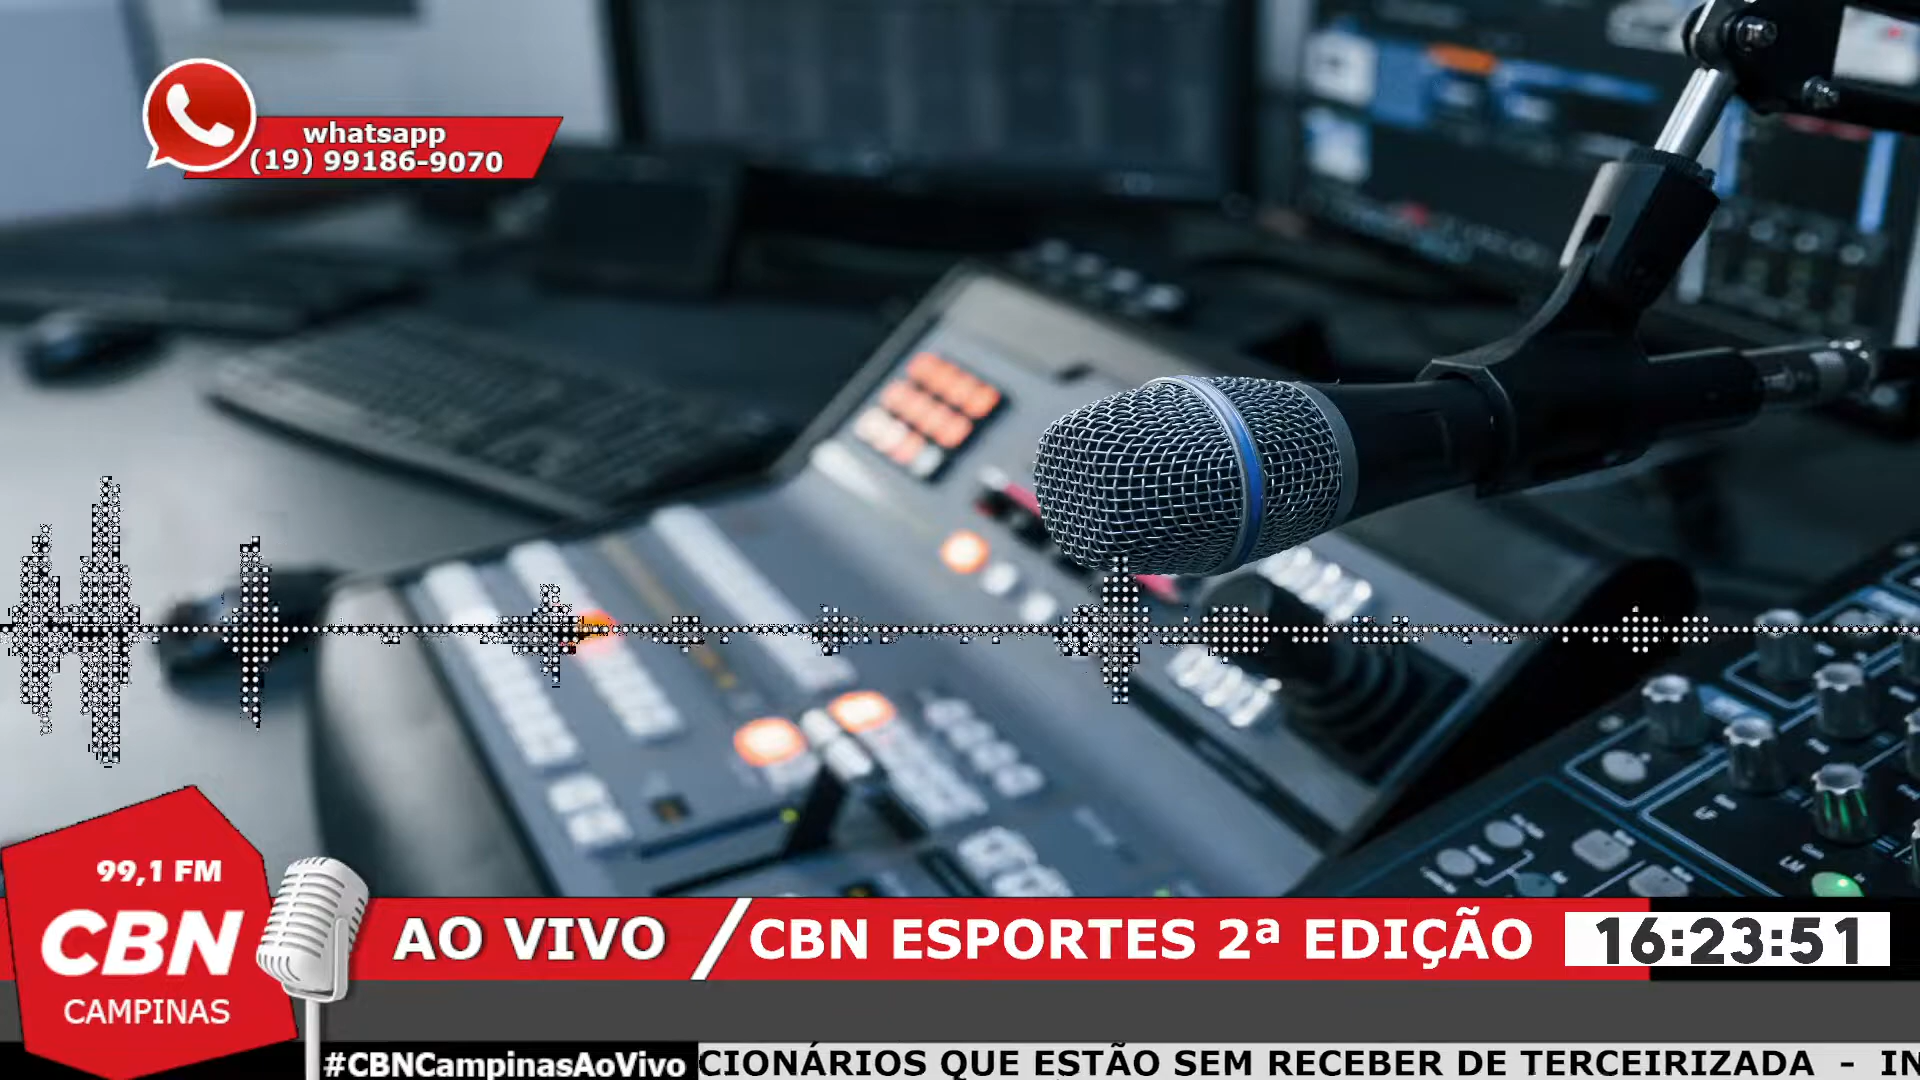 whatsapp
(19) 99186-9070
99,1 FM
CBN
CAMPINAS
AO VIVO
CBN ESPORTES 2ª EDIÇÃO
16:23:51
#CBNCampinasAoVivo
CIONÁRIOS QUE ESTÃO SEM RECEBER DE TERCEIRIZADA - IN